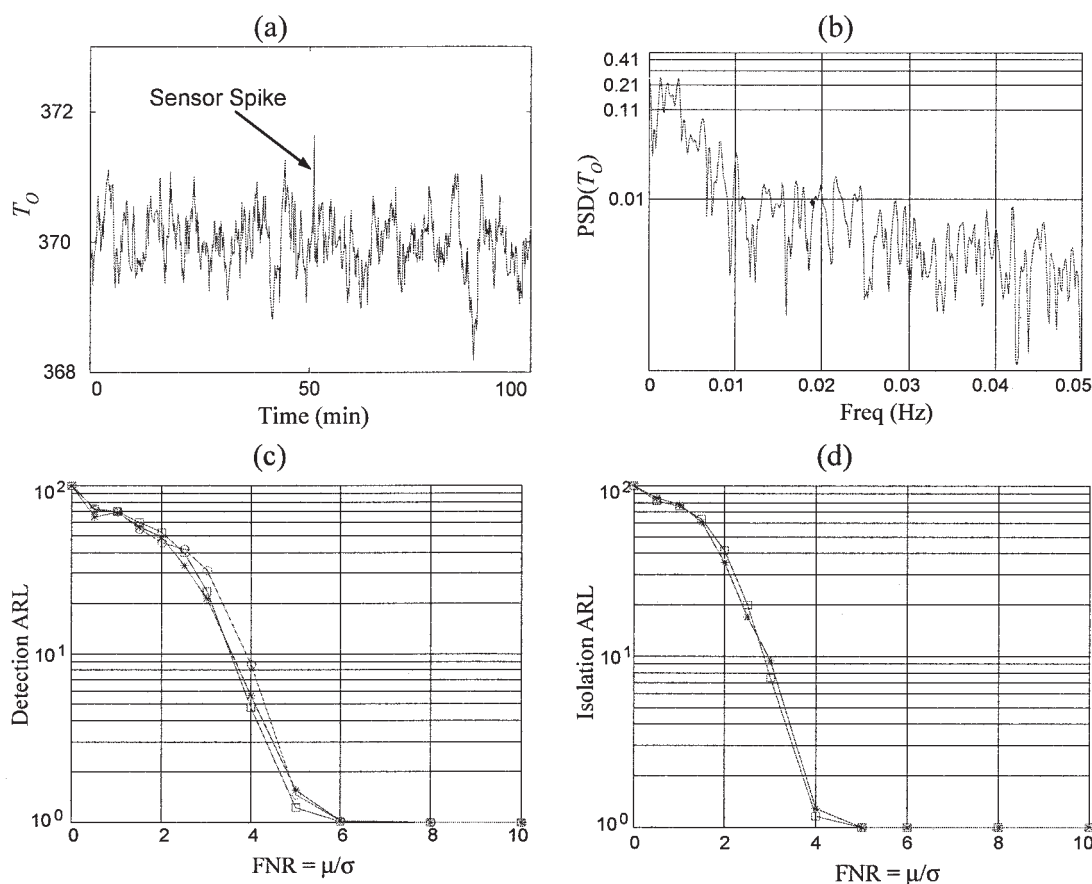 (a)
372
Sensor Spike
T_O
370
368
0
50
100
Time (min)
(b)
0.41
0.21
0.11
PSD(T_O)
0.01
0
0.01
0.02
0.03
0.04
0.05
Freq (Hz)
(c)
10^2
Detection ARL
10^1
10^0
0
2
4
6
8
10
FNR = μ/σ
(d)
10^2
Isolation ARL
10^1
10^0
0
2
4
6
8
10
FNR = μ/σ